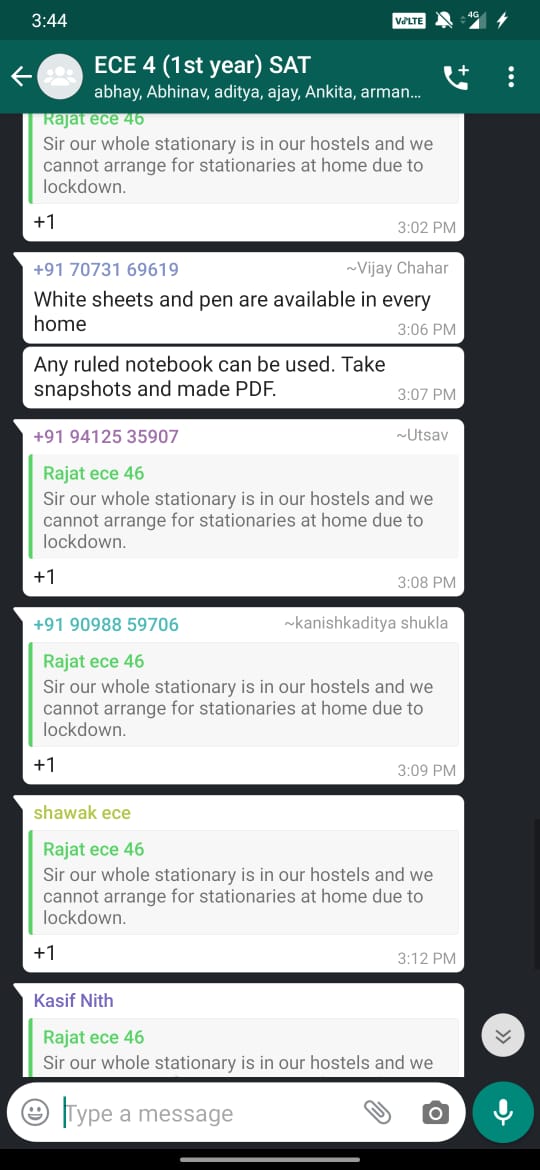 3:44
VoLTE
4G
ECE 4 (1st year) SAT
abhay, Abhinav, aditya, ajay, Ankita, arman...
Rajat ece 46
Sir our whole stationary is in our hostels and we
cannot arrange for stationaries at home due to
lockdown.
+1
3:02 PM
+91 70731 69619 ~Vijay Chahar
White sheets and pen are available in every
home
3:06 PM
Any ruled notebook can be used. Take
snapshots and made PDF.
3:07 PM
+91 94125 35907 ~Utsav
Rajat ece 46
Sir our whole stationary is in our hostels and we
cannot arrange for stationaries at home due to
lockdown.
+1
3:08 PM
+91 90988 59706 ~kanishkaditya shukla
Rajat ece 46
Sir our whole stationary is in our hostels and we
cannot arrange for stationaries at home due to
lockdown.
+1
3:09 PM
shawak ece
Rajat ece 46
Sir our whole stationary is in our hostels and we
cannot arrange for stationaries at home due to
lockdown.
+1
3:12 PM
Kasif Nith
Rajat ece 46
Sir our whole stationary is in our hostels and we
Type a message